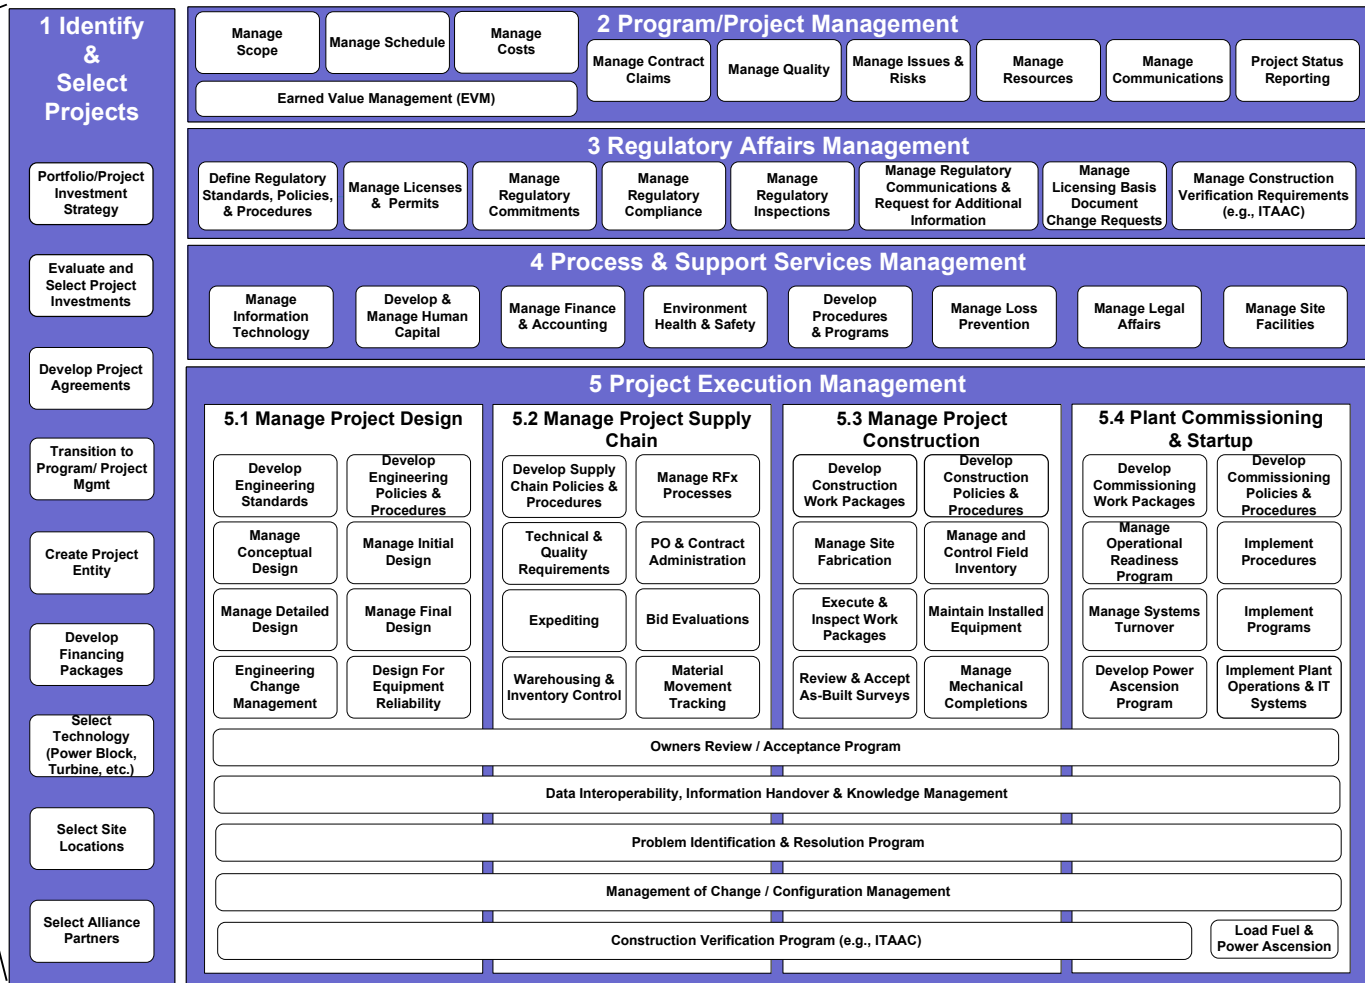 1 Identify
&
Select
Projects
Portfolio/Project
Investment
Strategy
Evaluate and
Select Project
Investments
Develop Project
Agreements
Transition to
Program/ Project
Mgmt
Create Project
Entity
Develop
Financing
Packages
Select
Technology
(Power Block,
Turbine, etc.)
Select Site
Locations
Select Alliance
Partners
2 Program/Project Management
Manage
Scope
Manage Schedule
Manage
Costs
Earned Value Management (EVM)
Manage Contract
Claims
Manage Quality
Manage Issues &
Risks
Manage
Resources
Manage
Communications
Project Status
Reporting
3 Regulatory Affairs Management
Define Regulatory
Standards, Policies,
& Procedures
Manage Licenses
& Permits
Manage
Regulatory
Commitments
Manage
Regulatory
Compliance
Manage
Regulatory
Inspections
Manage Regulatory
Communications &
Request for Additional
Information
Manage
Licensing Basis
Document
Change Requests
Manage Construction
Verification Requirements
(e.g., ITAAC)
4 Process & Support Services Management
Manage
Information
Technology
Develop &
Manage Human
Capital
Manage Finance
& Accounting
Environment
Health & Safety
Develop
Procedures
& Programs
Manage Loss
Prevention
Manage Legal
Affairs
Manage Site
Facilities
5 Project Execution Management
5.1 Manage Project Design
Develop
Engineering
Standards
Develop
Engineering
Policies &
Procedures
Manage
Conceptual
Design
Manage Initial
Design
Manage Detailed
Design
Manage Final
Design
Engineering
Change
Management
Design For
Equipment
Reliability
5.2 Manage Project Supply
Chain
Develop Supply
Chain Policies &
Procedures
Manage RFx
Processes
Technical &
Quality
Requirements
PO & Contract
Administration
Expediting
Bid Evaluations
Warehousing &
Inventory Control
Material
Movement
Tracking
5.3 Manage Project
Construction
Develop
Construction
Work Packages
Develop
Construction
Policies &
Procedures
Manage Site
Fabrication
Manage and
Control Field
Inventory
Execute &
Inspect Work
Packages
Maintain Installed
Equipment
Review & Accept
As-Built Surveys
Manage
Mechanical
Completions
5.4 Plant Commissioning
& Startup
Develop
Commissioning
Work Packages
Develop
Commissioning
Policies &
Procedures
Manage
Operational
Readiness
Program
Implement
Procedures
Manage Systems
Turnover
Implement
Programs
Develop Power
Ascension
Program
Implement Plant
Operations & IT
Systems
Owners Review / Acceptance Program
Data Interoperability, Information Handover & Knowledge Management
Problem Identification & Resolution Program
Management of Change / Configuration Management
Construction Verification Program (e.g., ITAAC)
Load Fuel &
Power Ascension